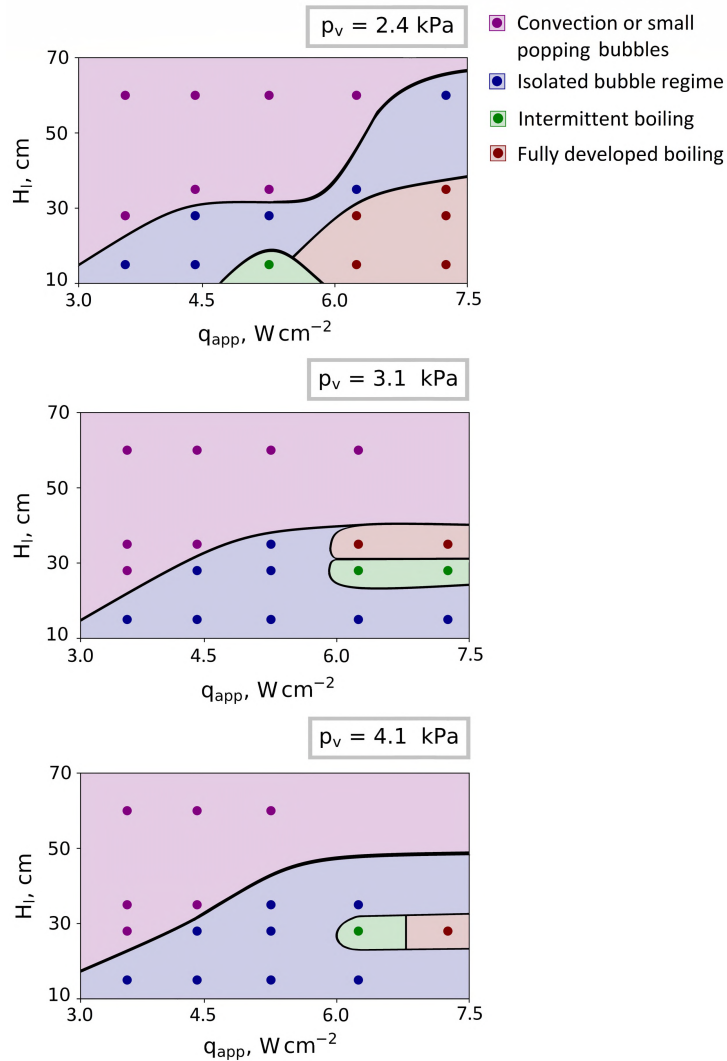 p_v = 2.4 kPa
Convection or small
popping bubbles
Isolated bubble regime
Intermittent boiling
Fully developed boiling
70
50
30
10
H_l, cm
3.0 4.5 6.0 7.5
q_app, W cm⁻²
p_v = 3.1 kPa
70
50
30
10
H_l, cm
3.0 4.5 6.0 7.5
q_app, W cm⁻²
p_v = 4.1 kPa
70
50
30
10
H_l, cm
3.0 4.5 6.0 7.5
q_app, W cm⁻²